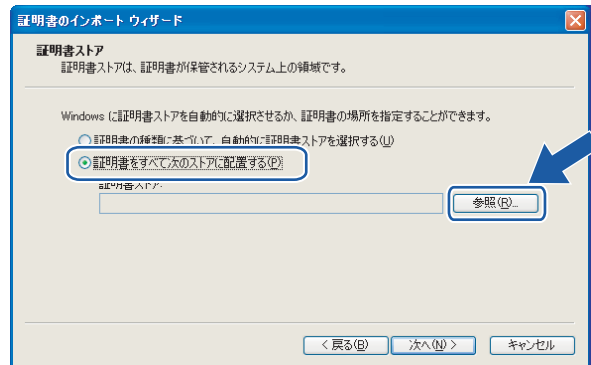 証明書のインポート ウィザード
証明書ストア
証明書ストアは、証明書が保管されるシステム上の領域です。
Windows に証明書ストアを自動的に選択させるか、証明書の場所を指定することができます。
証明書の種類に基づいて、自動的に証明書ストアを選択する(U)
証明書をすべて次のストアに配置する(P)
証明書ストア:
参照(R)...
< 戻る(B)
次へ(N) >
キャンセル